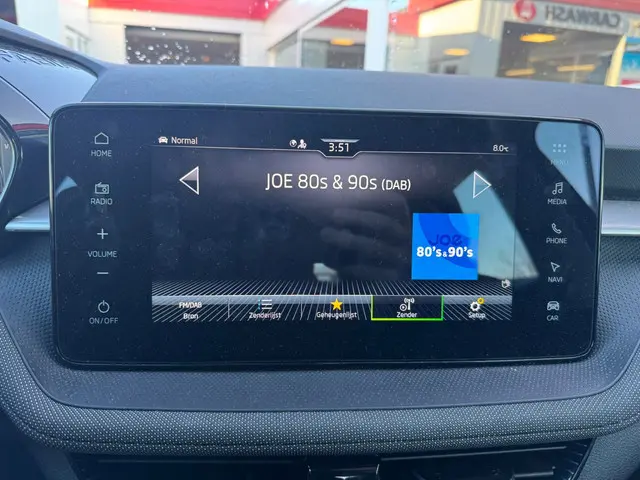 CARWASH
Normal
3:51
8.0°C
HOME
RADIO
VOLUME
ON/OFF
JOE 80s & 90s (DAB)
joe
80's & 90's
FM/DAB
Bron
Zenderlijst
Geheugenlijst
Zender
Setup
MENU
MEDIA
PHONE
NAVI
CAR